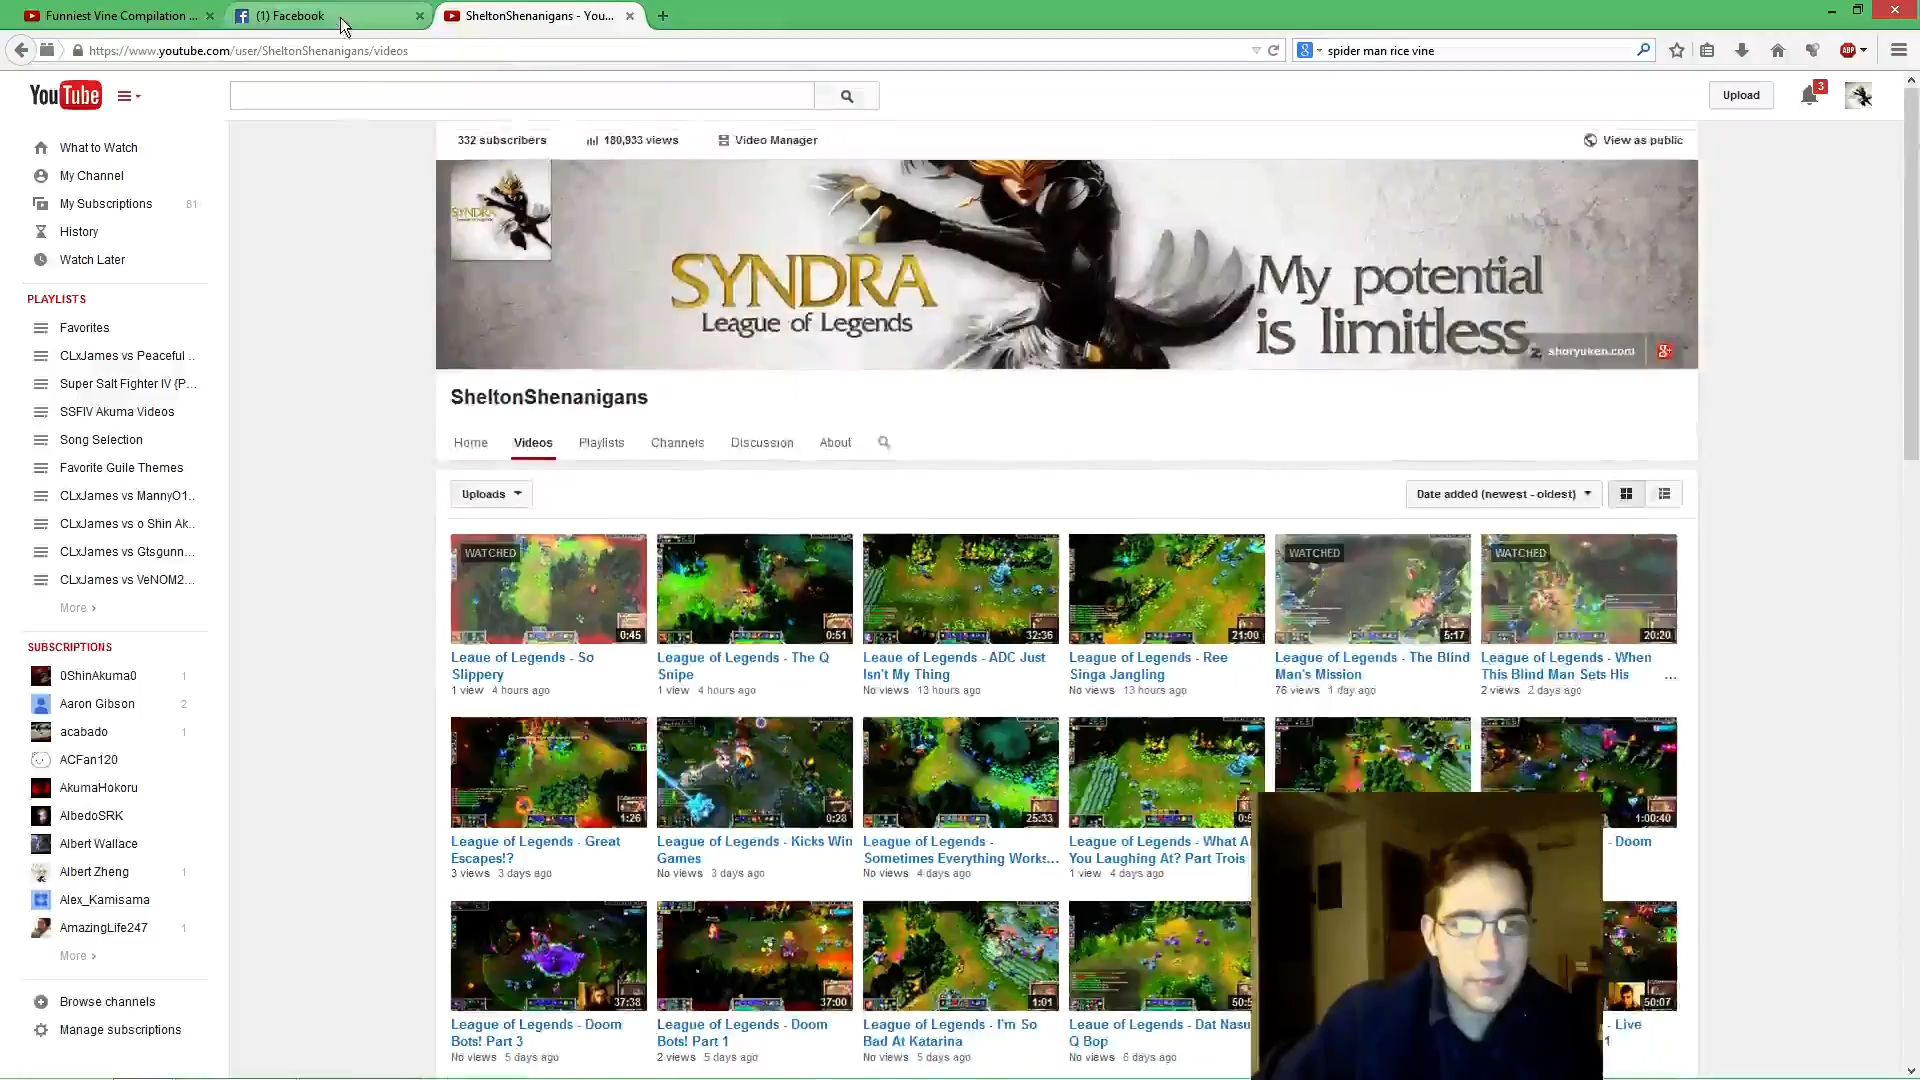 Funniest Vine Compilation ...
(1) Facebook
SheltonShenanigans - You...
https://www.youtube.com/user/SheltonShenanigans/videos
spider man rice vine
ABP
YouTube
Upload
3
332 subscribers
180,933 views
Video Manager
View as public
What to Watch
My Channel
My Subscriptions 81
History
Watch Later
PLAYLISTS
Favorites
CLxJames vs Peaceful ..
Super Salt Fighter IV {P...
SSFIV Akuma Videos
Song Selection
Favorite Guile Themes
CLxJames vs MannyO1..
CLxJames vs o Shin Ak..
CLxJames vs Gtsgunn...
CLxJames vs VeNOM2...
More ›
SUBSCRIPTIONS
0ShinAkuma0 1
Aaron Gibson 2
acabado 1
ACFan120
AkumaHokoru
AlbedoSRK
Albert Wallace
Albert Zheng 1
Alex_Kamisama
AmazingLife247 1
More ›
Browse channels
Manage subscriptions
SYNDRA
SYNDRA
League of Legends
My potential
is limitless.
shoryuken.com
g+
SheltonShenanigans
Home Videos Playlists Channels Discussion About
Uploads
Date added (newest - oldest)
WATCHED
0:45
0:51
32:36
21:00
WATCHED
5:17
WATCHED
20:20
Leaue of Legends - So
Slippery
1 view 4 hours ago
League of Legends - The Q
Snipe
1 view 4 hours ago
Leaue of Legends - ADC Just
Isn't My Thing
No views 13 hours ago
League of Legends - Ree
Singa Jangling
No views 13 hours ago
League of Legends - The Blind
Man's Mission
76 views 1 day ago
League of Legends - When
This Blind Man Sets His ...
2 views 2 days ago
1:26
0:28
25:33
1:00:40
League of Legends - Great
Escapes!?
3 views 3 days ago
League of Legends - Kicks Win
Games
No views 3 days ago
League of Legends -
Sometimes Everything Works...
No views 4 days ago
League of Legends - What A
You Laughing At? Part Trois
1 view 4 days ago
- Doom
37:38
37:00
1:01
50:07
League of Legends - Doom
Bots! Part 3
No views 5 days ago
League of Legends - Doom
Bots! Part 1
2 views 5 days ago
League of Legends - I'm So
Bad At Katarina
No views 5 days ago
Leaue of Legends - Dat Nasu
Q Bop
No views 6 days ago
- Live
1